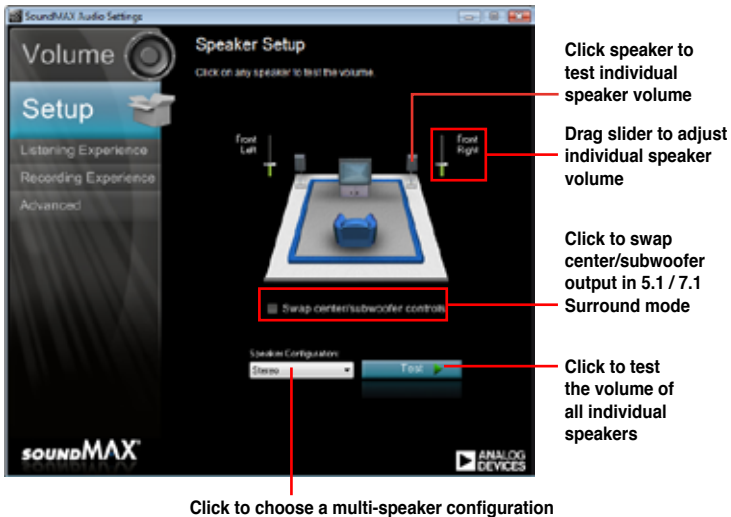 SoundMAX Audio Settings
Volume
Setup
Listening Experience
Recording Experience
Advanced
Speaker Setup
Click on any speaker to test the volume.
Front
Left
Front
Right
Swap center/subwoofer controls
Speaker Configuration:
Stereo
Test
SOUNDMAX
ANALOG
DEVICES
Click speaker to
test individual
speaker volume
Drag slider to adjust
individual speaker
volume
Click to swap
center/subwoofer
output in 5.1 / 7.1
Surround mode
Click to test
the volume of
all individual
speakers
Click to choose a multi-speaker configuration